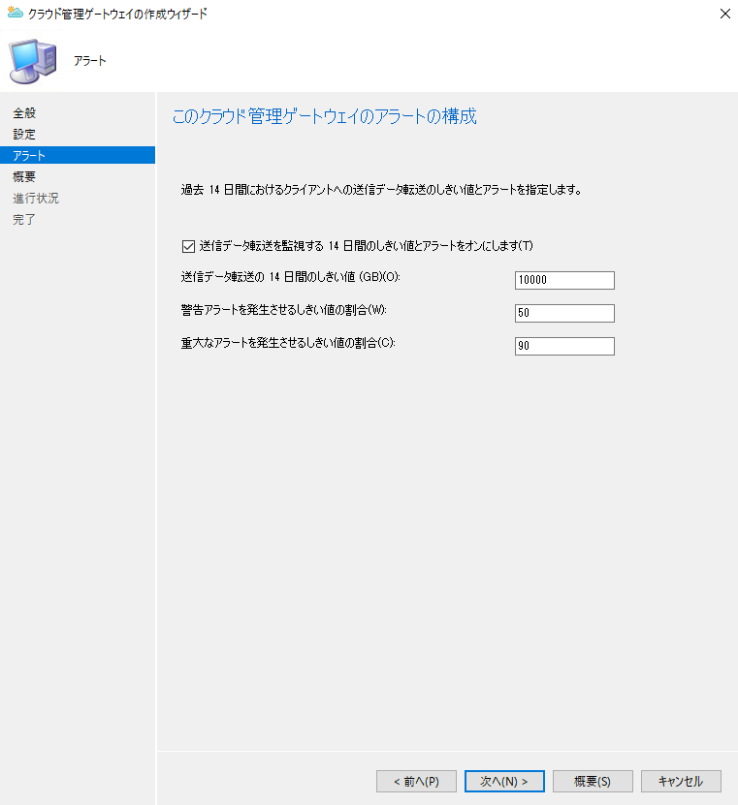 クラウド管理ゲートウェイの作成ウィザード
アラート
全般
設定
アラート
概要
進行状況
完了
このクラウド管理ゲートウェイのアラートの構成
過去 14 日間におけるクライアントへの送信データ転送のしきい値とアラートを指定します。
送信データ転送を監視する 14 日間のしきい値とアラートをオンにします(T)
送信データ転送の 14 日間のしきい値 (GB)(O): 10000
警告アラートを発生させるしきい値の割合(W): 50
重大なアラートを発生させるしきい値の割合(C): 90
< 前へ(P) 次へ(N) > 概要(S) キャンセル